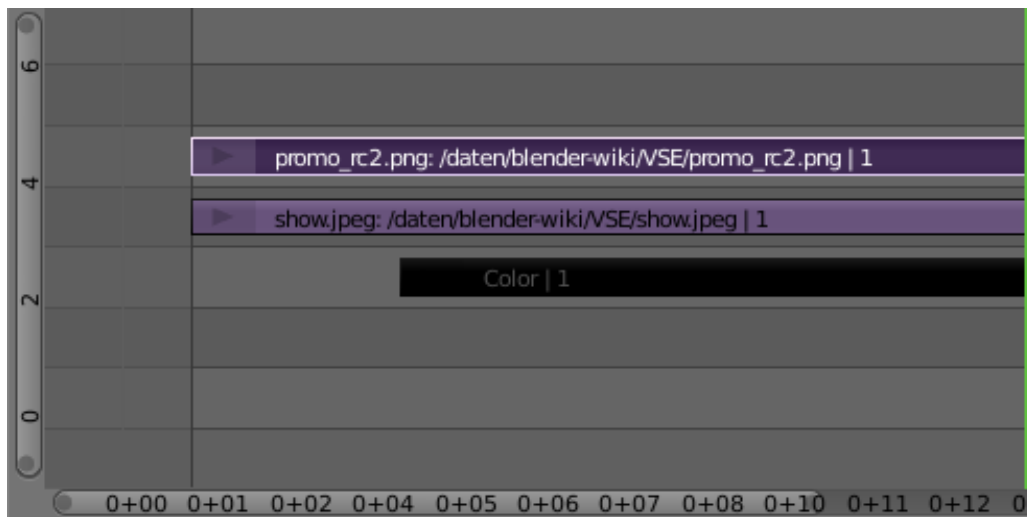 6
promo_rc2.png: /daten/blender-wiki/VSE/promo_rc2.png | 1
4
show.jpeg: /daten/blender-wiki/VSE/show.jpeg | 1
Color | 1
2
0
0+00 0+01 0+02 0+04 0+05 0+06 0+07 0+08 0+10 0+11 0+12